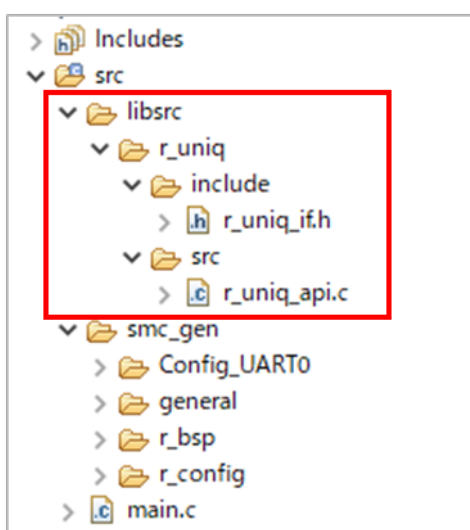 Includes
src
libsrc
r_uniq
include
r_uniq_if.h
src
r_uniq_api.c
smc_gen
Config_UART0
general
r_bsp
r_config
main.c